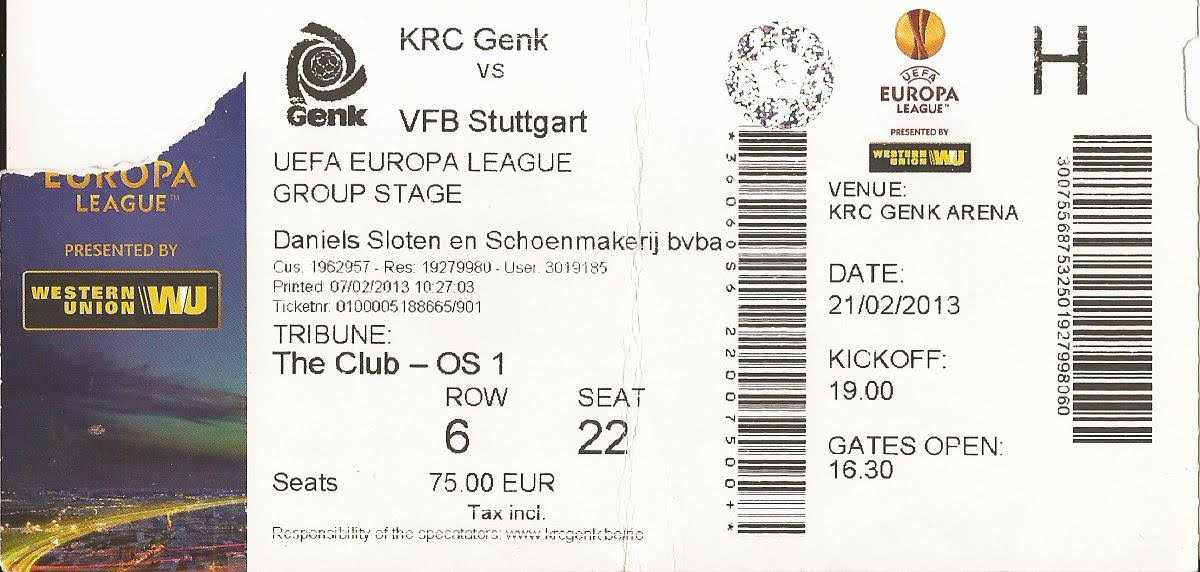 EUROPA
LEAGUE™
PRESENTED BY
WESTERN
UNION WU
Genk
KRC Genk
vs
VFB Stuttgart
UEFA EUROPA LEAGUE
GROUP STAGE
Daniels Sloten en Schoenmakerij bvba
Cus: 1962957 - Res: 19279980 - User: 3019185
Printed: 07/02/2013 10:27:03
Ticketnr: 0100005188665/901
TRIBUNE:
The Club – OS 1
ROW SEAT
6 22
Seats 75.00 EUR
Tax incl.
Responsibility of the spectators: www.krcgenk.be/rio
UEFA
EUROPA
LEAGUE™
PRESENTED BY
WESTERN
UNION WU
H
VENUE:
KRC GENK ARENA
DATE:
21/02/2013
KICKOFF:
19.00
GATES OPEN:
16.30
300755687532501927998060